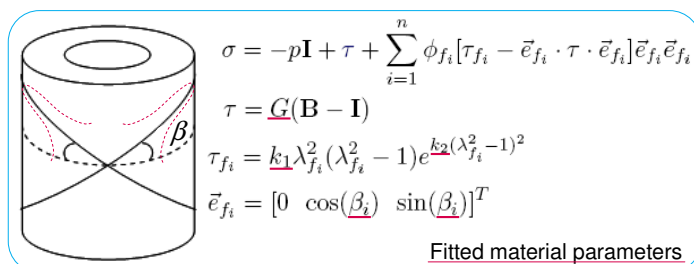 σ = −pI + τ + ∑_{i=1}^{n} φ_{f_i}[τ_{f_i} − e⃗_{f_i} · τ · e⃗_{f_i}]e⃗_{f_i}e⃗_{f_i}
τ = G(B − I)
β
τ_{f_i} = k_1λ_{f_i}^2(λ_{f_i}^2 − 1)e^{k_2(λ_{f_i}^2−1)^2}
e⃗_{f_i} = [0 cos(β_i) sin(β_i)]^T
Fitted material parameters